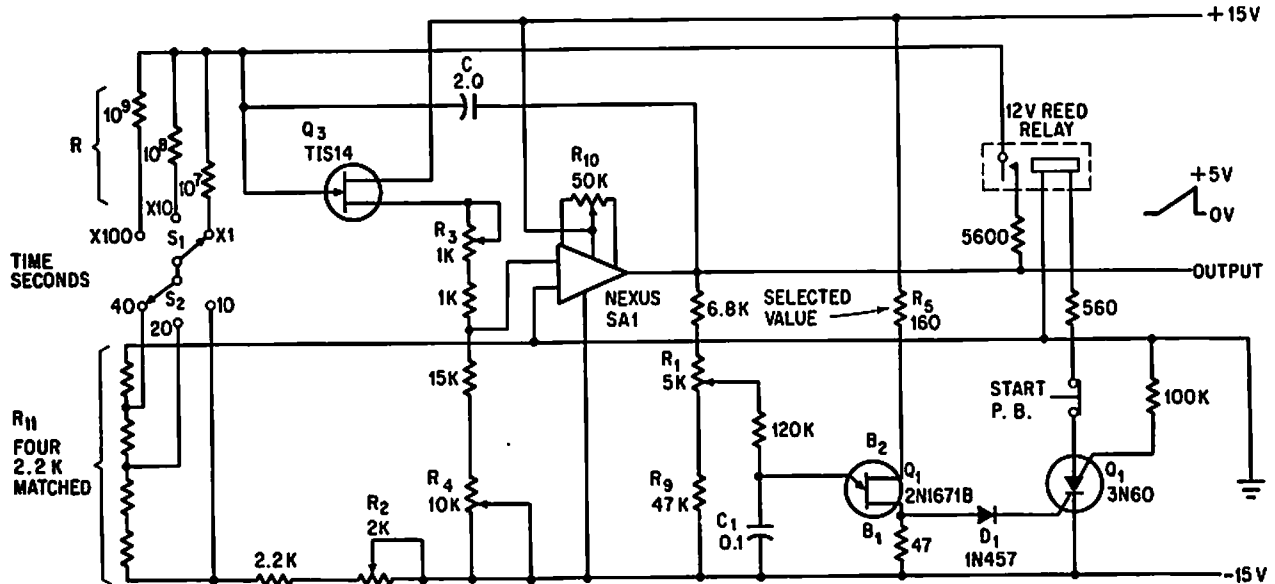 +15V
C
2.0
12V REED
RELAY
10⁹
R
Q3
TIS14
10⁸
R10
50K
+5V
0V
10⁷
X10
X100
S1
X1
R3
1K
5600
TIME
SECONDS
OUTPUT
40
S2
10
20
1K
NEXUS
SA1
6.8K
SELECTED
VALUE
R5
160
560
15K
R1
5K
START
P. B.
100K
R11
FOUR
2.2K
MATCHED
120K
B2
R4
10K
R9
47K
Q1
2N1671B
Q1
3N60
R2
2K
C1
0.1
B1
47
D1
1N457
2.2K
-15V